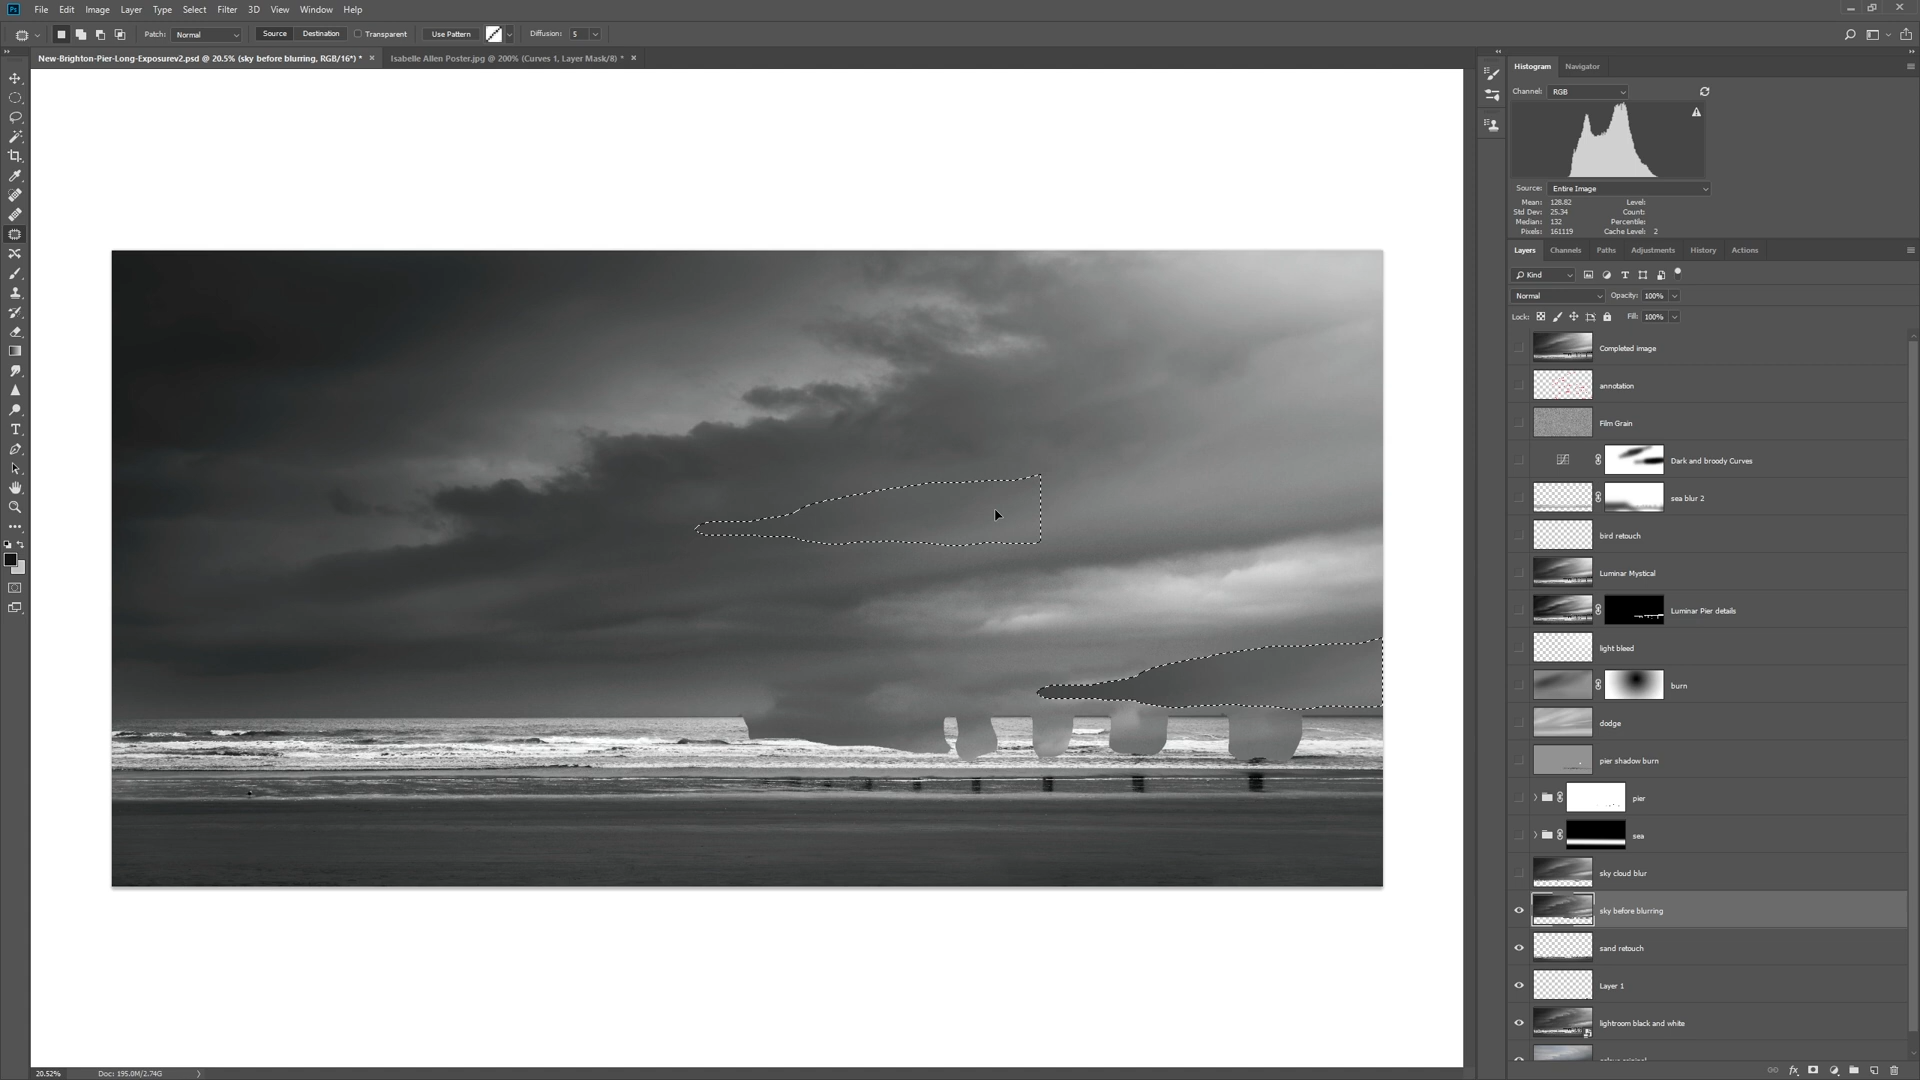 Ps File Edit Image Layer Type Select Filter 3D View Window Help
Patch: Normal Source Destination Transparent Use Pattern Diffusion: 5
New-Brighton-Pier-Long-Exposurev2.psd @ 20.5% (sky before blurring, RGB/16*) * × Isabelle Allen Poster.jpg @ 200% (Curves 1, Layer Mask/8) * ×
Histogram Navigator
Channel: RGB
Source: Entire Image
Mean: 128.82 Level:
Std Dev: 25.34 Count:
Median: 132 Percentile:
Pixels: 161119 Cache Level: 2
Layers Channels Paths Adjustments History Actions
Kind
Normal Opacity: 100%
Lock: Fill: 100%
Completed image
annotation
Film Grain
Dark and broody Curves
sea blur 2
bird retouch
Luminar Mystical
Luminar Pier details
light bleed
burn
dodge
pier shadow burn
pier
sea
sky cloud blur
sky before blurring
sand retouch
Layer 1
lightroom black and white
20.52% Doc: 195.0M/2.74G